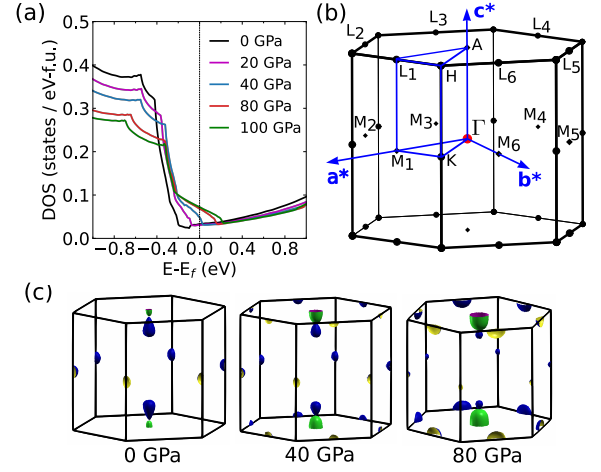 (a)
0 GPa
20 GPa
40 GPa
80 GPa
100 GPa
DOS (states / eV-f.u.)
0.5
0.4
0.3
0.2
0.1
0.0
−0.8 −0.4 0.0 0.4 0.8
E-E_f (eV)
(b)
c*
L3
L4
L2
A
L1
H
L6
L5
M3
Γ
M4
M2
M5
M1
M6
K
a*
b*
(c)
0 GPa
40 GPa
80 GPa